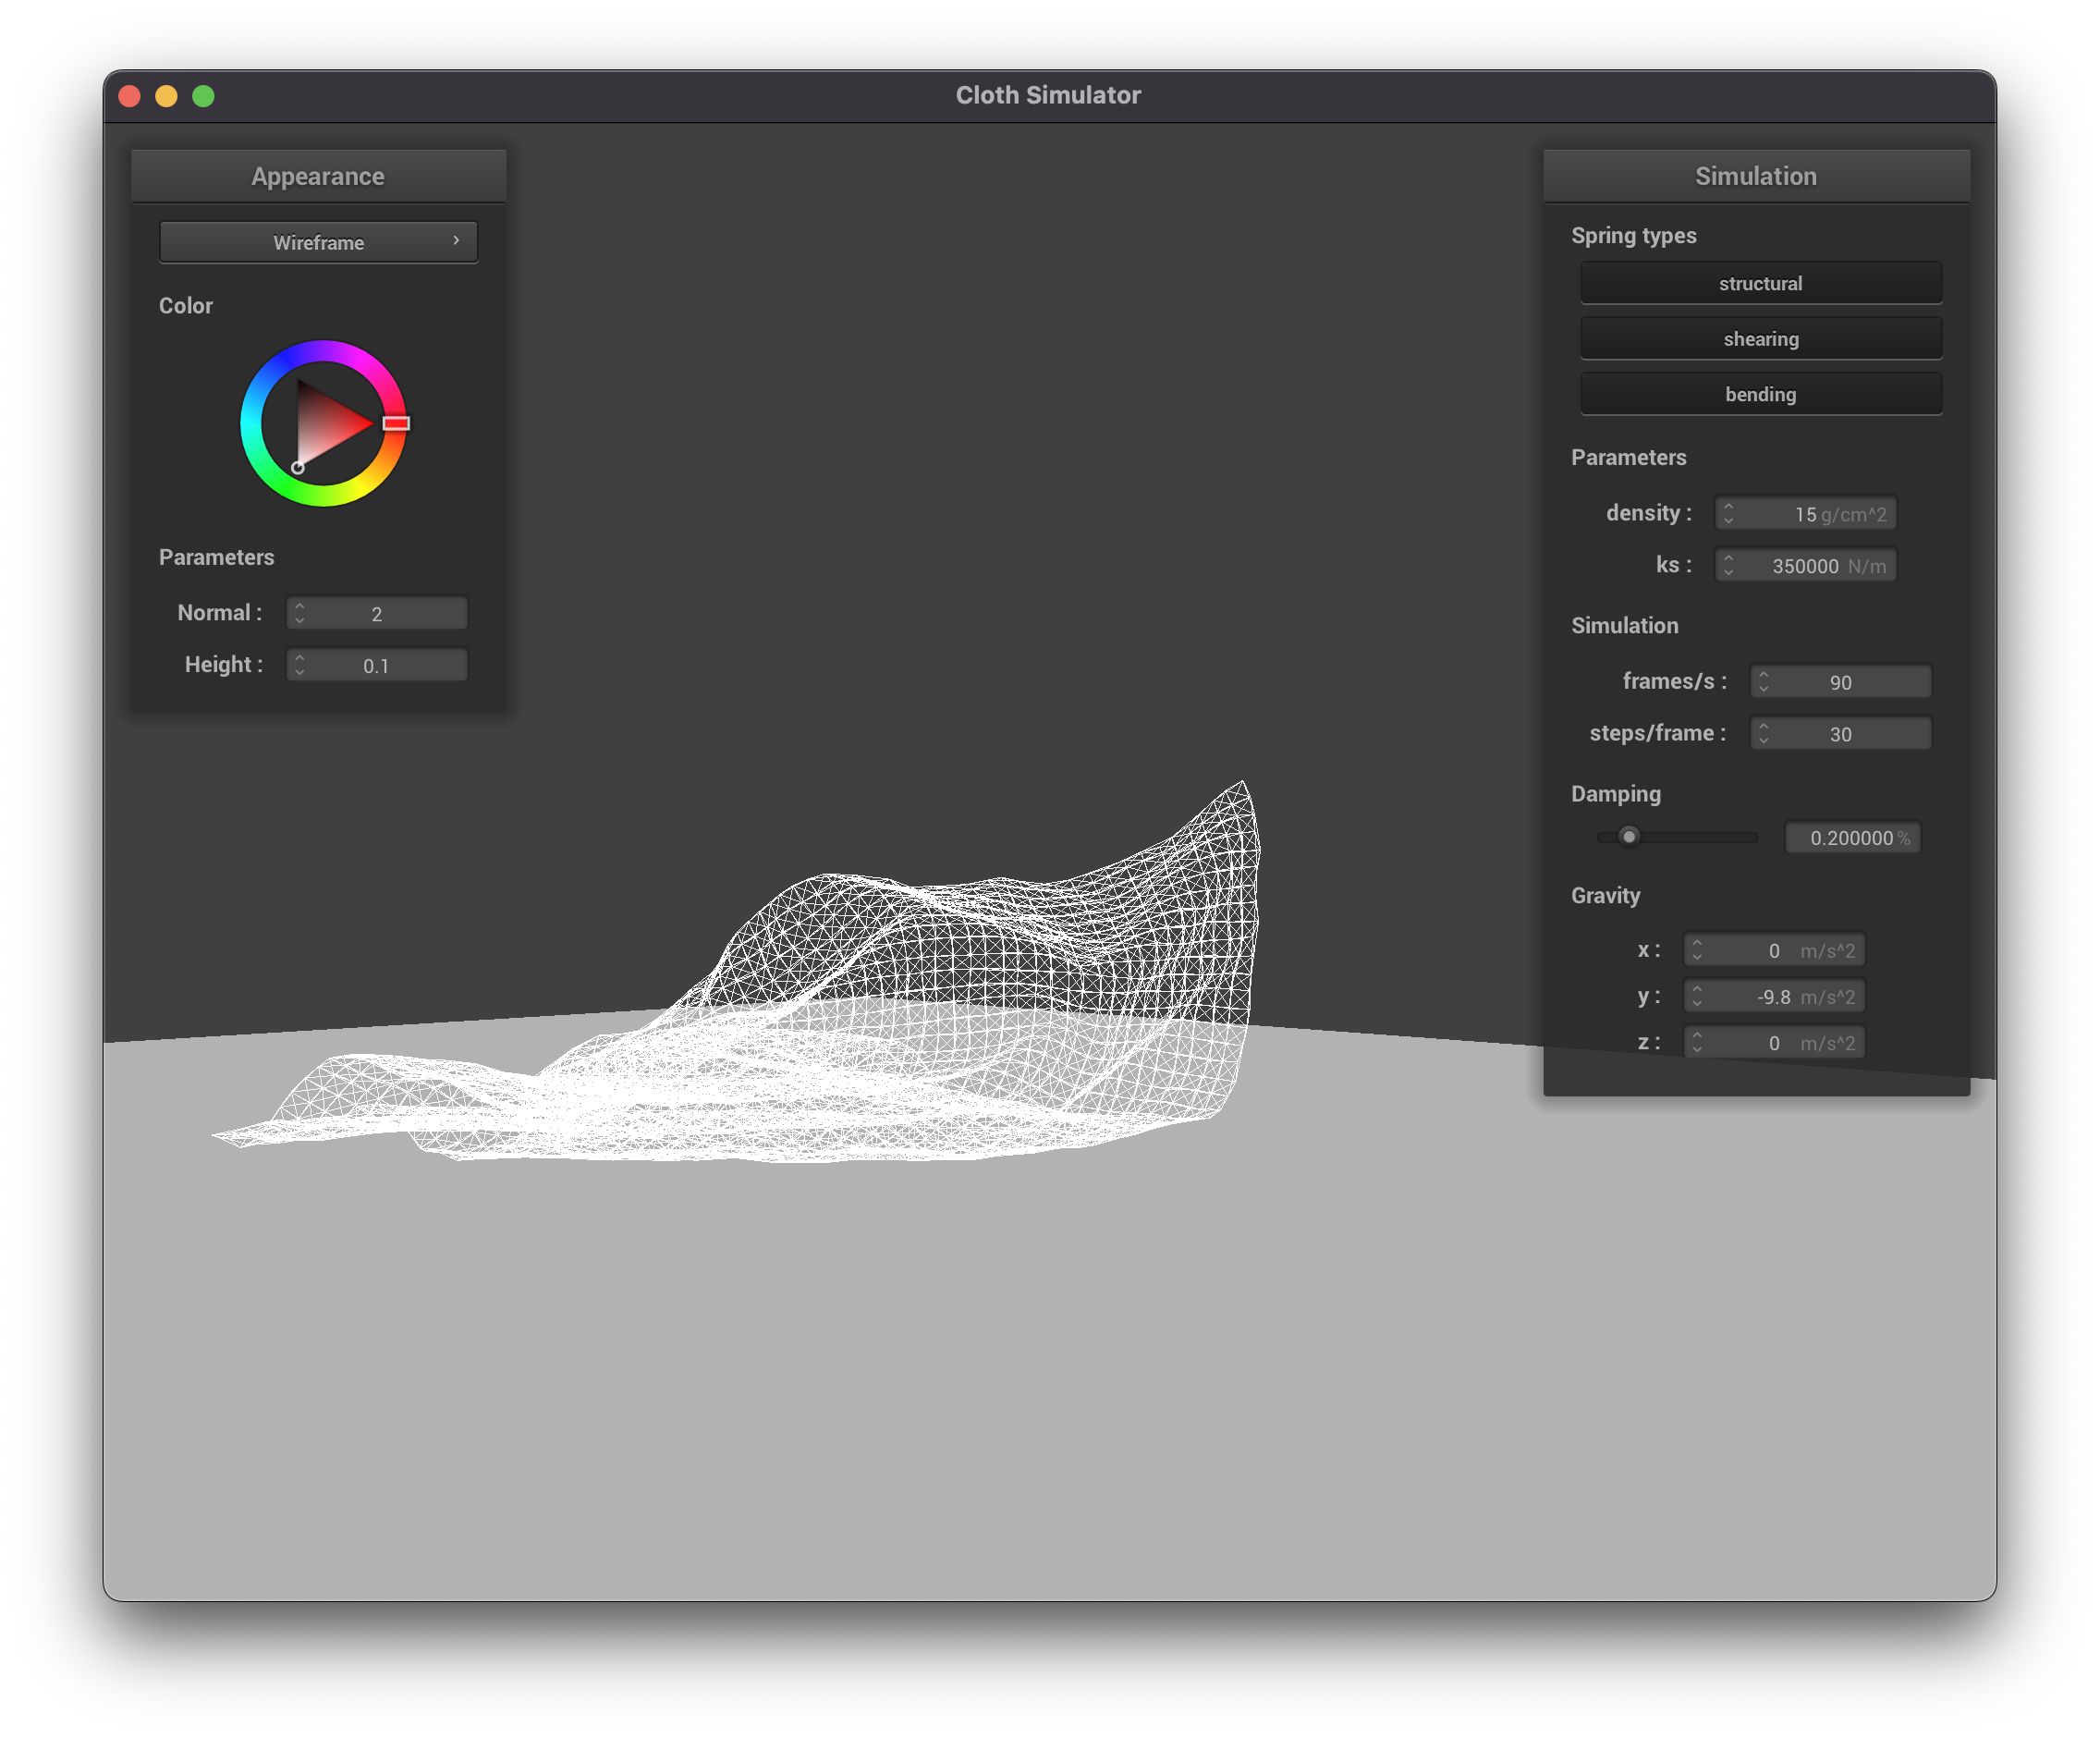 Cloth Simulator
Appearance
Wireframe
Color
Parameters
Normal : 2
Height : 0.1
Simulation
Spring types
structural
shearing
bending
Parameters
density : 15 g/cm^2
ks : 350000 N/m
Simulation
frames/s : 90
steps/frame : 30
Damping
0.200000 %
Gravity
x : 0 m/s^2
y : -9.8 m/s^2
z : 0 m/s^2